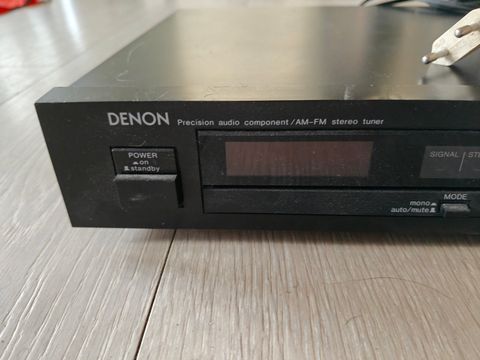 DENON Precision audio component/AM-FM stereo tuner
POWER
on
standby
SIGNAL
MODE
mono
auto/mute